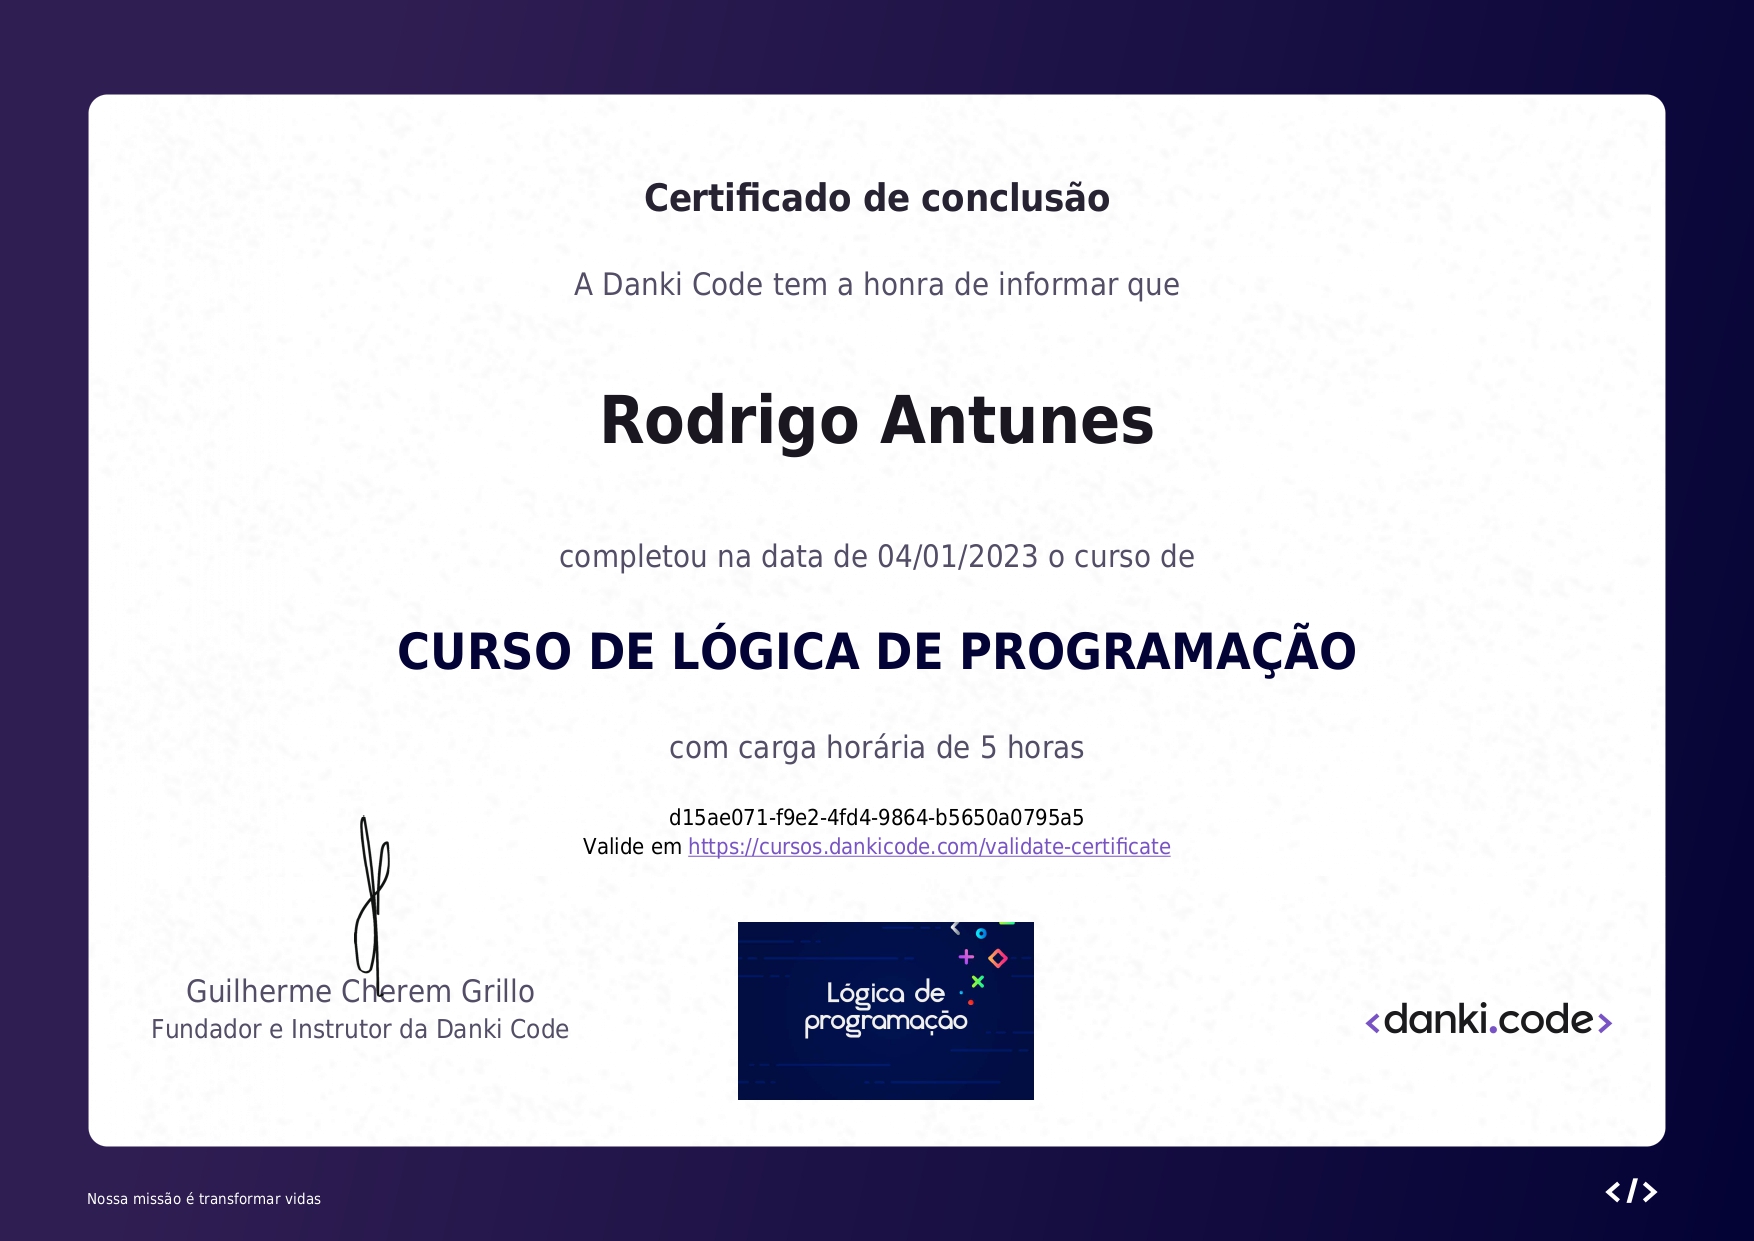 Certificado de conclusão
A Danki Code tem a honra de informar que
Rodrigo Antunes
completou na data de 04/01/2023 o curso de
CURSO DE LÓGICA DE PROGRAMAÇÃO
com carga horária de 5 horas
d15ae071-f9e2-4fd4-9864-b5650a0795a5
Valide em https://cursos.dankicode.com/validate-certificate
Guilherme Cherem Grillo
Fundador e Instrutor da Danki Code
Lógica de
programação
<danki.code>
Nossa missão é transformar vidas
</>